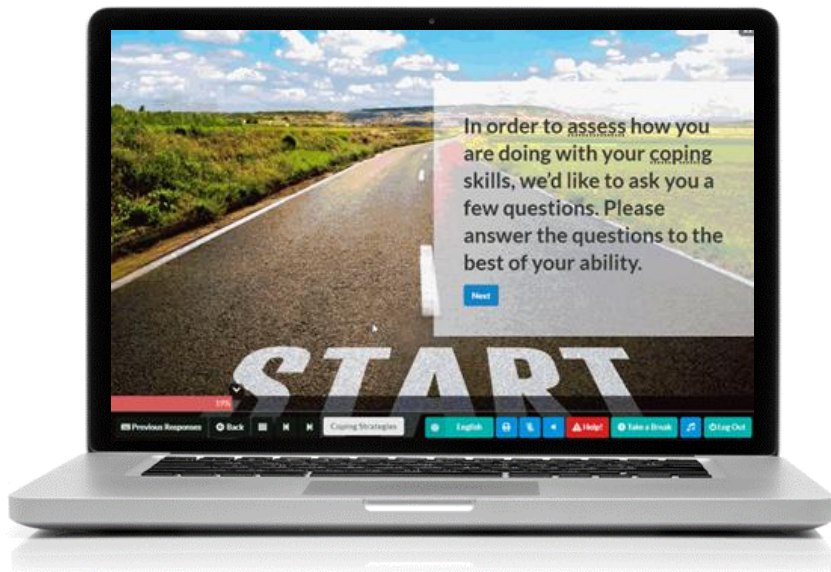 In order to assess how you
are doing with your coping
skills, we'd like to ask you a
few questions. Please
answer the questions to the
best of your ability.
Next
START
19%
Previous Responses Back Coping Strategies English Help! Take a Break Log Out